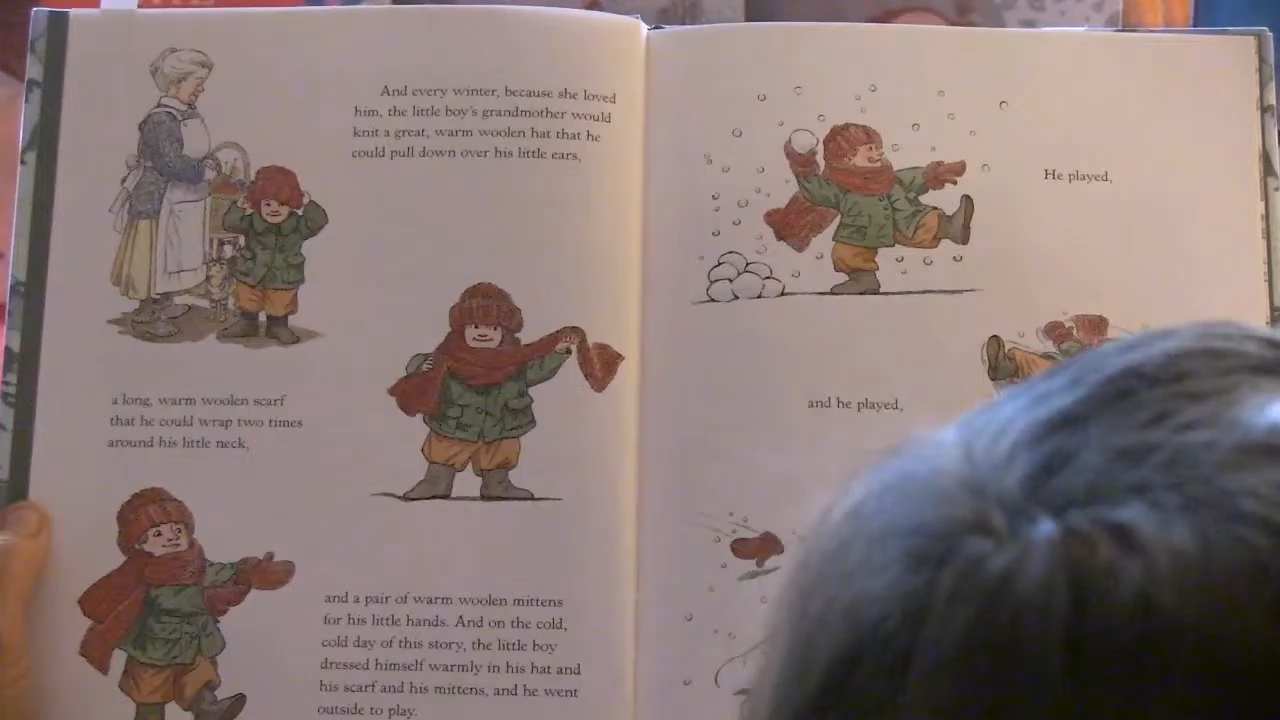 And every winter, because she loved
him, the little boy's grandmother would
knit a great, warm woolen hat that he
could pull down over his little ears,
a long, warm woolen scarf
that he could wrap two times
around his little neck,
and a pair of warm woolen mittens
for his little hands. And on the cold,
cold day of this story, the little boy
dressed himself warmly in his hat and
his scarf and his mittens, and he went
outside to play.
He played,
and he played,